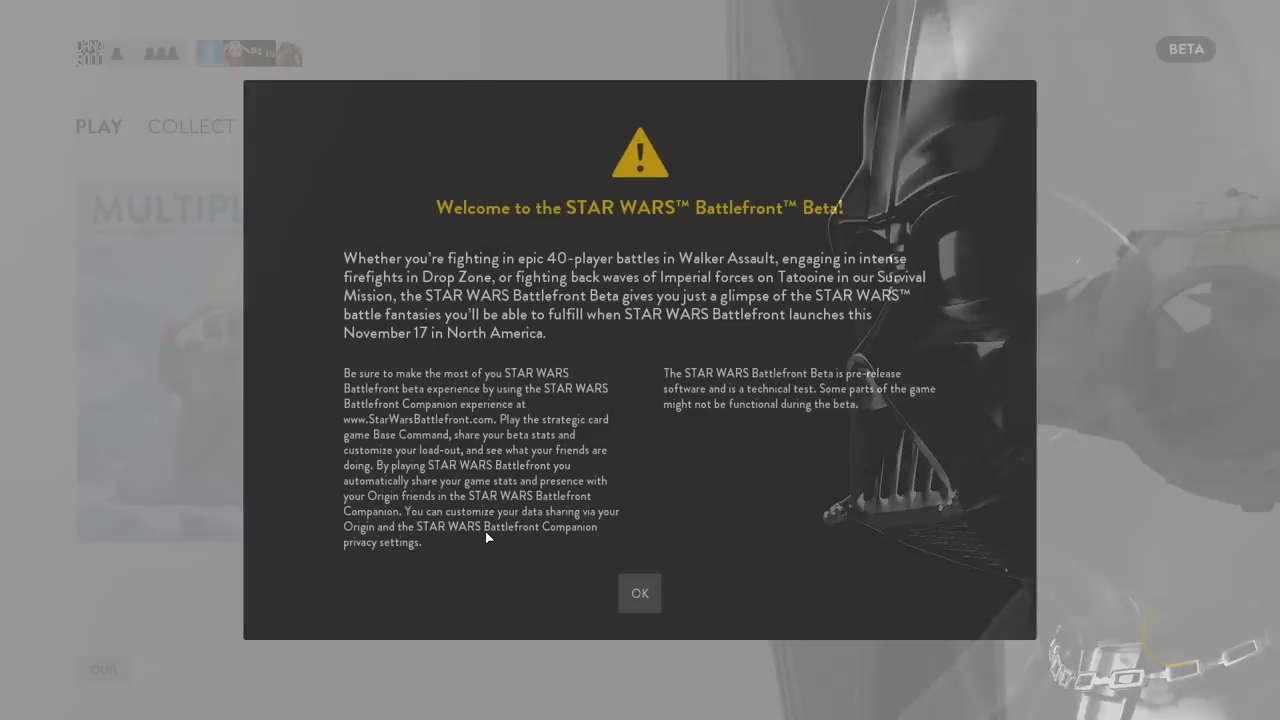 DANQ
3000
BETA
PLAY COLLECT
MULTIPL
Welcome to the STAR WARS™ Battlefront™ Beta!
Whether you're fighting in epic 40-player battles in Walker Assault, engaging in intense
firefights in Drop Zone, or fighting back waves of Imperial forces on Tatooine in our Survival
Mission, the STAR WARS Battlefront Beta gives you just a glimpse of the STAR WARS™
battle fantasies you'll be able to fulfill when STAR WARS Battlefront launches this
November 17 in North America.
Be sure to make the most of you STAR WARS
Battlefront beta experience by using the STAR WARS
Battlefront Companion experience at
www.StarWarsBattlefront.com. Play the strategic card
game Base Command, share your beta stats and
customize your load-out, and see what your friends are
doing. By playing STAR WARS Battlefront you
automatically share your game stats and presence with
your Origin friends in the STAR WARS Battlefront
Companion. You can customize your data sharing via your
Origin and the STAR WARS Battlefront Companion
privacy settings.
The STAR WARS Battlefront Beta is pre-release
software and is a technical test. Some parts of the game
might not be functional during the beta.
OK
QUIT